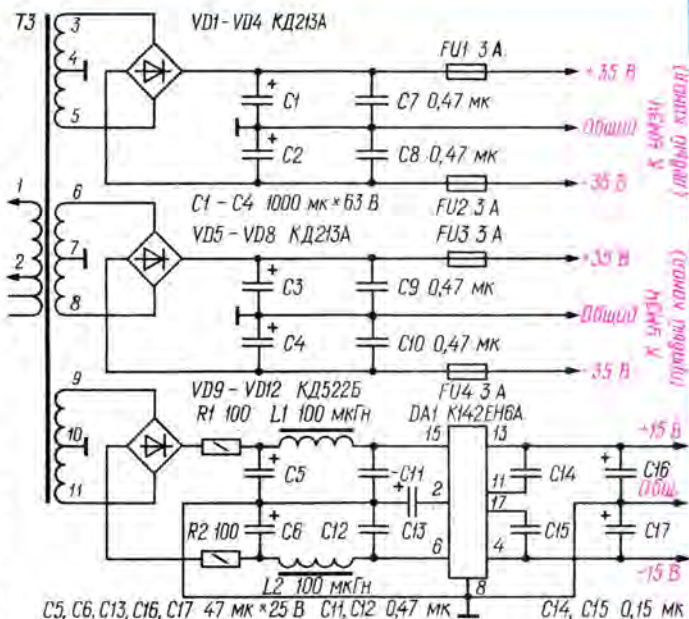 T3 3 VD1-VD4 КД213А FU1 3 А
+35 В
4 + C1 C7 0,47 мк
Общий
5 + C2 C8 0,47 мк
-35 В
К УМЗЧ
(левый канал)
1 6 C1-C4 1000 мк×63 В FU2 3 А
VD5-VD8 КД213А FU3 3 А
+35 В
2 7 + C3 C9 0,47 мк
Общий
8 + C4 C10 0,47 мк
-35 В
К УМЗЧ
(правый канал)
9 VD9-VD12 КД522Б FU4 3 А
R1 100 L1 100 мкГн DA1 К142ЕН6А
15 13 +15 В
10 + C5 C11 + 2 11 C14 + C16
Общ.
11 + C6 C12 C13 17 C15 + C17
R2 100 6 4 -15 В
L2 100 мкГн 8
C5, C6, C13, C16, C17 47 мк×25 В C11, C12 0,47 мк C14, C15 0,15 мк